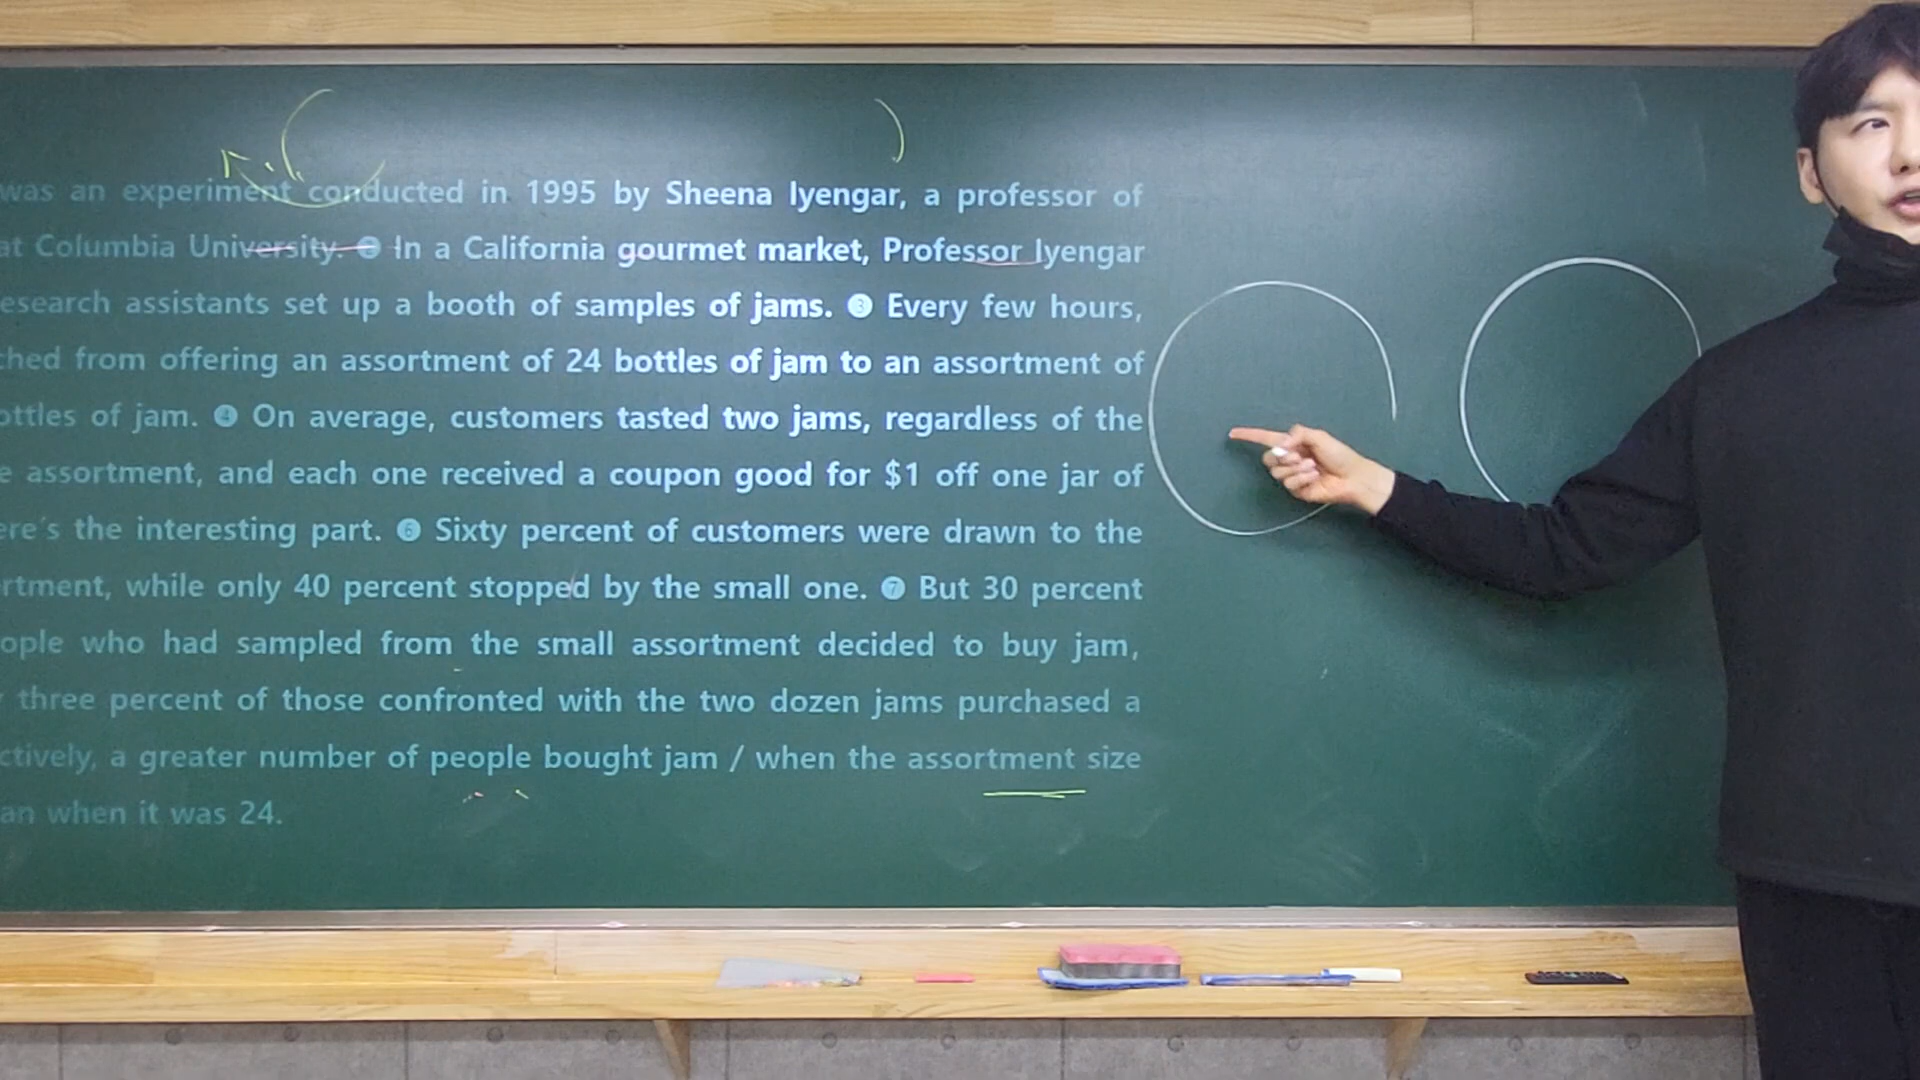 was an experiment conducted in 1995 by Sheena Iyengar, a professor of
at Columbia University. ❷ In a California gourmet market, Professor Iyengar
esearch assistants set up a booth of samples of jams. ❸ Every few hours,
ched from offering an assortment of 24 bottles of jam to an assortment of
ottles of jam. ❹ On average, customers tasted two jams, regardless of the
e assortment, and each one received a coupon good for $1 off one jar of
ere's the interesting part. ❻ Sixty percent of customers were drawn to the
rtment, while only 40 percent stopped by the small one. ❼ But 30 percent
ople who had sampled from the small assortment decided to buy jam,
three percent of those confronted with the two dozen jams purchased a
ctively, a greater number of people bought jam / when the assortment size
an when it was 24.